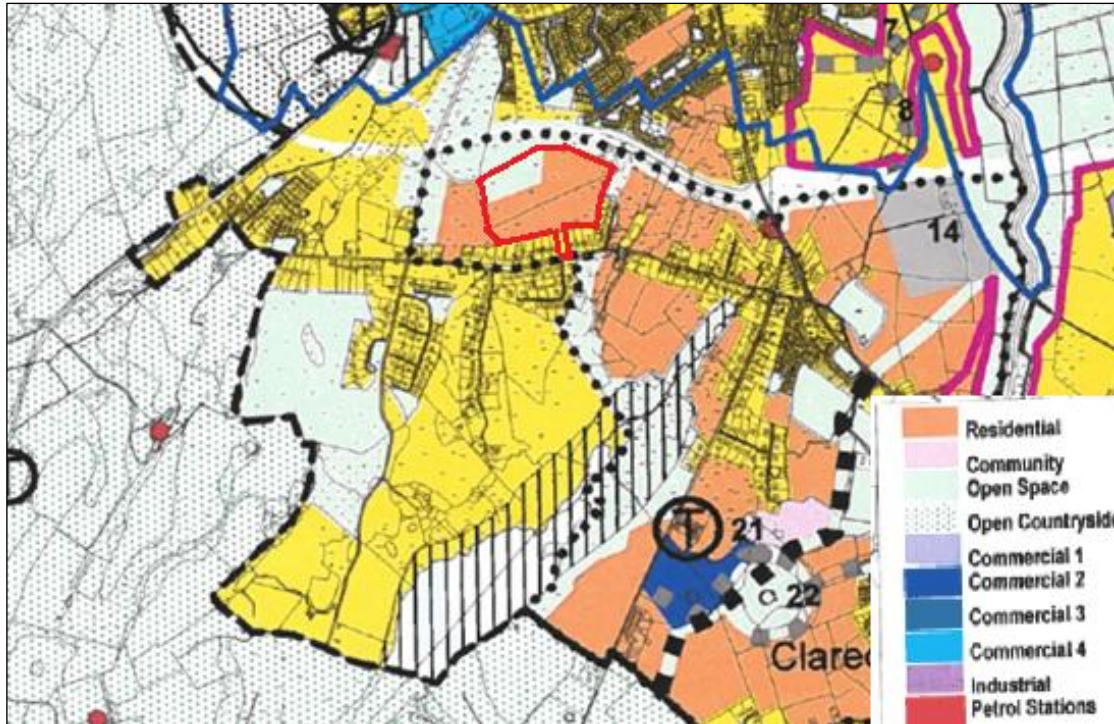 7
8
14
21
22
Residential
Community
Open Space
Open Countryside
Commercial 1
Commercial 2
Commercial 3
Commercial 4
Industrial
Petrol Stations